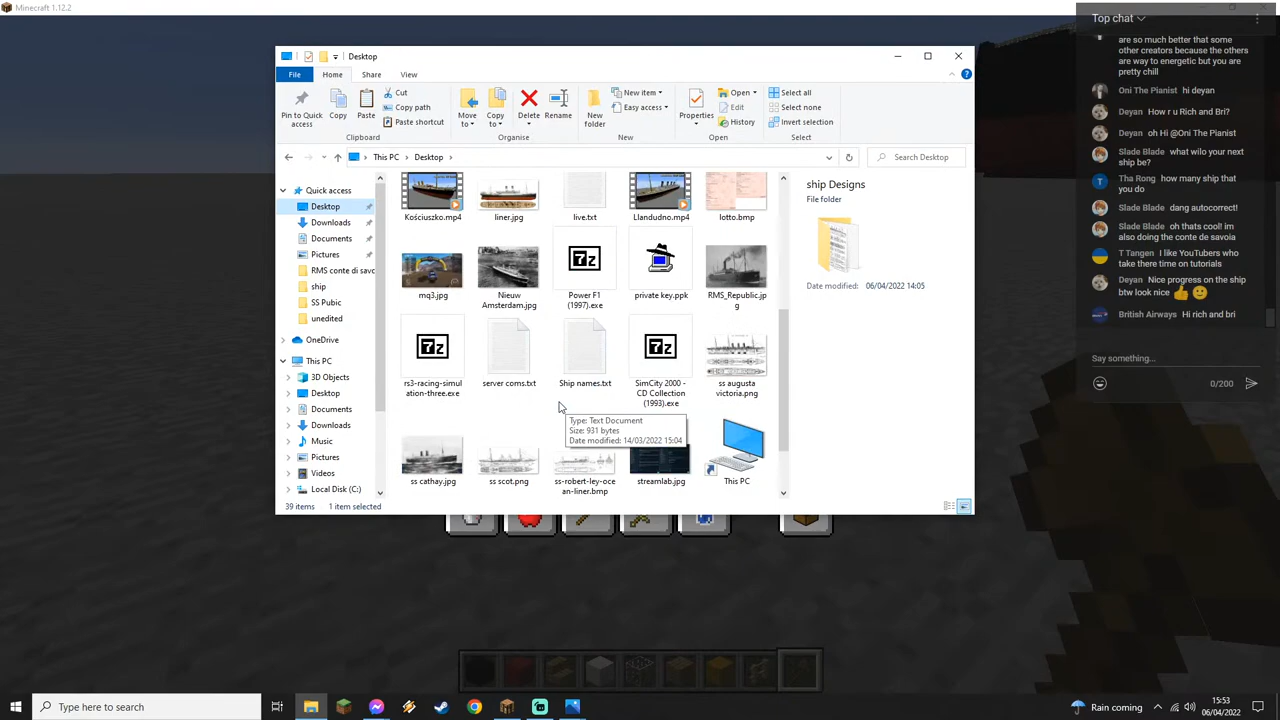 Minecraft 1.12.2
Desktop
File
Home
Share
View
Pin to Quick
access
Copy
Paste
Cut
Copy path
Paste shortcut
Clipboard
Move
to
Copy
to
Delete
Rename
Organise
New
folder
New item
Easy access
New
Properties
Open
Edit
History
Open
Select all
Select none
Invert selection
Select
This PC
Desktop
Search Desktop
Quick access
Desktop
Downloads
Documents
Pictures
RMS conte di savo
ship
SS Pubic
unedited
OneDrive
This PC
3D Objects
Desktop
Documents
Downloads
Music
Pictures
Videos
Local Disk (C:)
Kościuszko.mp4
liner.jpg
live.txt
Llandudno.mp4
lotto.bmp
mq3.jpg
Nieuw
Amsterdam.jpg
Power F1
(1997).exe
private key.ppk
RMS_Republic.jp
g
7z
rs3-racing-simul
ation-three.exe
server coms.txt
Ship names.txt
7z
SimCity 2000 -
CD Collection
(1993).exe
ss augusta
victoria.png
7z
Type: Text Document
Size: 931 bytes
Date modified: 14/03/2022 15:04
ss cathay.jpg
ss scot.png
ss-robert-ley-oce
an-liner.bmp
streamlab.jpg
This PC
39 items
1 item selected
ship Designs
File folder
Date modified:
06/04/2022 14:05
Top chat
are so much better that some
other creators because the others
are way to energetic but you are
pretty chill
Oni The Pianist hi deyan
Deyan How r u Rich and Bri?
Deyan oh Hi @Oni The Pianist
Slade Blade what wilo your next
ship be?
Tha Rong how many ship that
you do
Slade Blade dang autocorrect!
Slade Blade oh thats cool! im
also doing the conte de savoia
T Tangen I like YouTubers who
take there time on tutorials
Deyan Nice progress on the ship
btw look nice 👍 🙂
British Airways Hi rich and bri
Say something...
0/200
Type here to search
Rain coming
15:53
06/04/2022